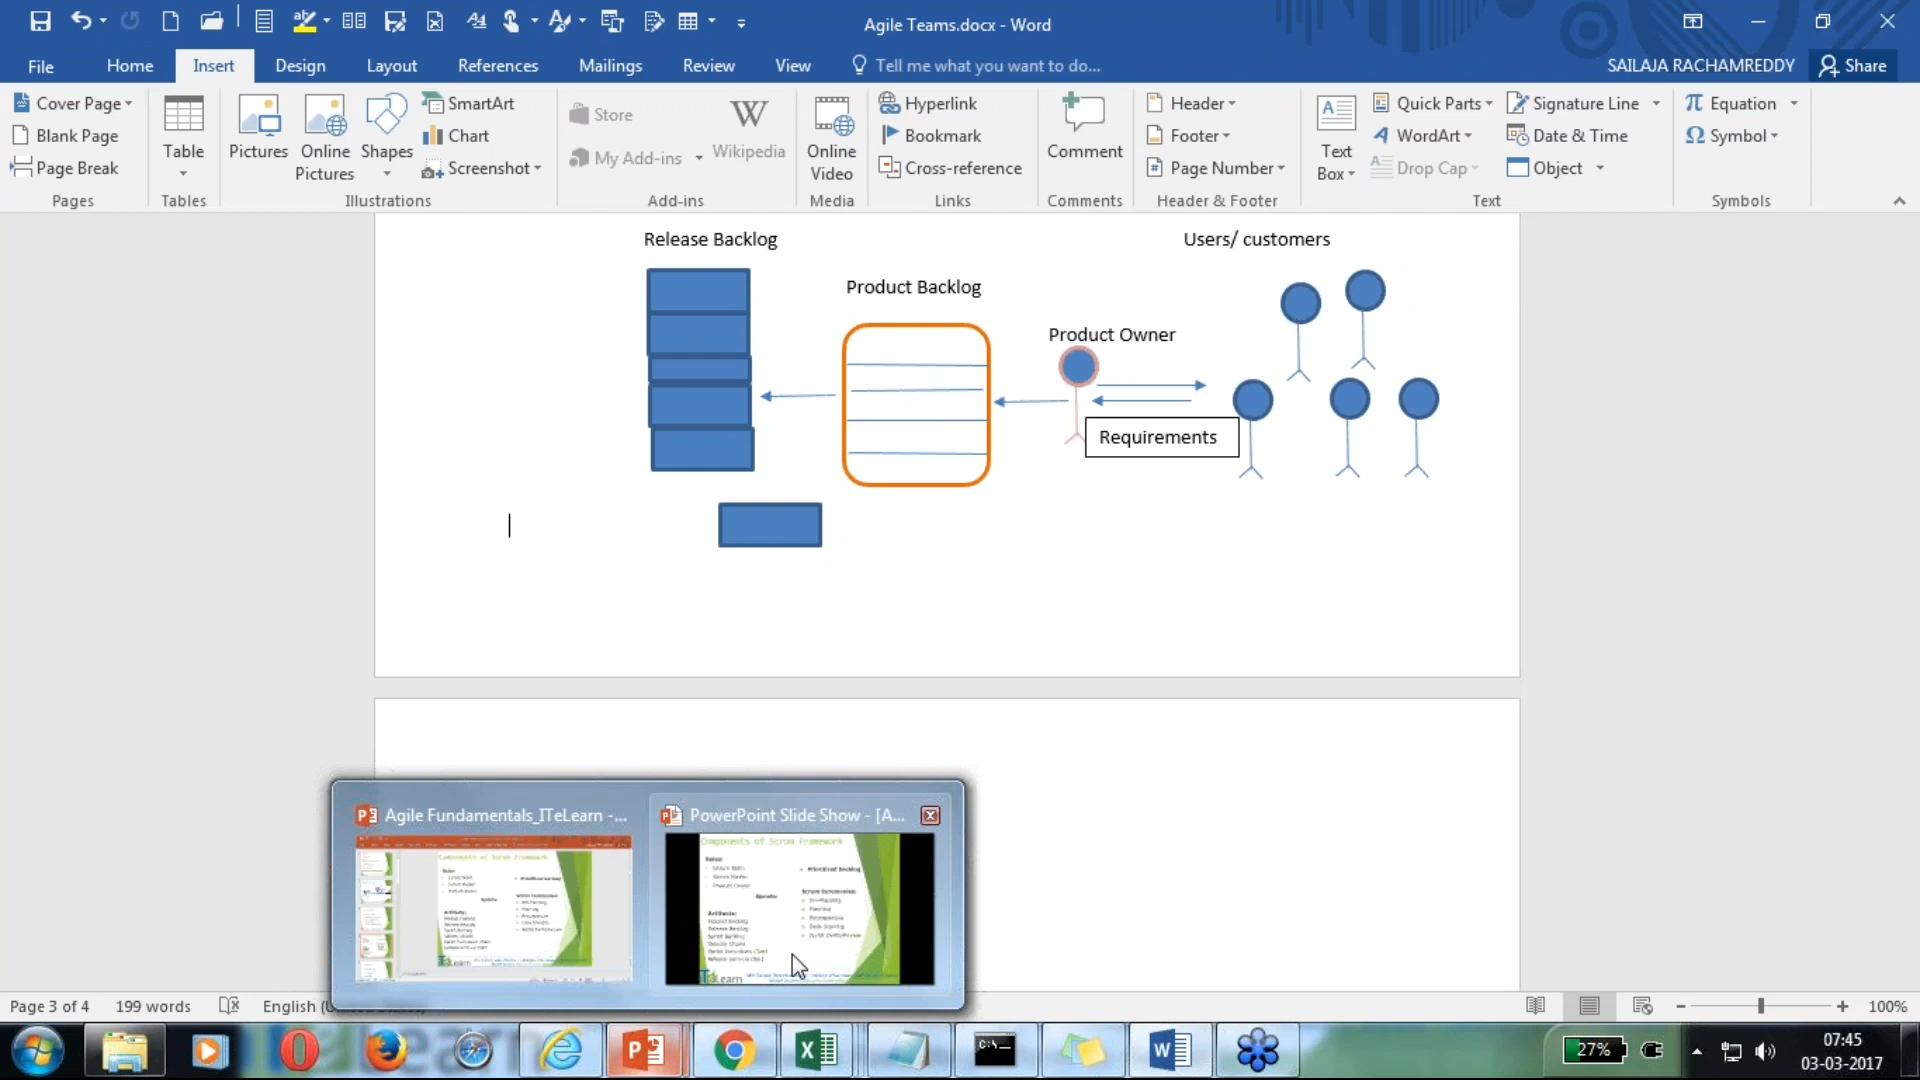 Agile Teams.docx - Word
File Home Insert Design Layout References Mailings Review View Tell me what you want to do... SAILAJA RACHAMREDDY Share
Cover Page
Blank Page
Page Break
Pages
Table
Tables
Pictures
Online Pictures
Shapes
SmartArt
Chart
Screenshot
Illustrations
Store
My Add-ins
Wikipedia
Add-ins
Online Video
Media
Hyperlink
Bookmark
Cross-reference
Links
Comment
Comments
Header
Footer
Page Number
Header & Footer
Text Box
Quick Parts
WordArt
Drop Cap
Signature Line
Date & Time
Object
Text
Equation
Symbol
Symbols
Release Backlog
Users/ customers
Product Backlog
Product Owner
Requirements
Agile Fundamentals_ITeLearn -...
PowerPoint Slide Show - [A...
Components of Scrum Framework
Page 3 of 4 199 words English
100%
27%
07:45
03-03-2017